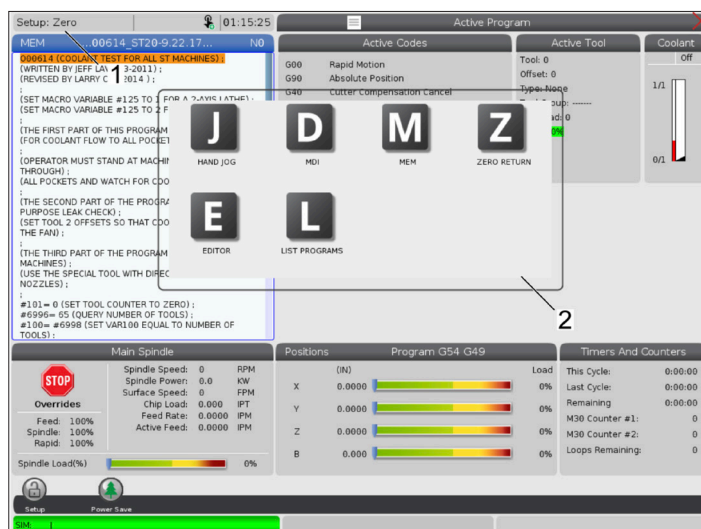 Setup: Zero
01:15:25
Active Program
MEM ...00614_ST20-9.22.17... N0
O00614 (COOLANT TEST FOR ALL ST MACHINES) ;
(WRITTEN BY JEFF LAV 3-2011) ;
(REVISED BY LARRY C 2014 ) ;
;
(SET MACRO VARIABLE #125 TO 1 FOR A 2-AXIS LATHE) ;
(SET MACRO VARIABLE #125 TO 2 F
;
(THE FIRST PART OF THIS PROGRAM
(FOR COOLANT FLOW TO ALL POCKET
;
(OPERATOR MUST STAND AT MACHIN
THROUGH) ;
(ALL POCKETS AND WATCH FOR COO
;
(THE SECOND PART OF THE PROGRA
PURPOSE LEAK CHECK) ;
(SET TOOL 2 OFFSETS SO THAT COO
THE FAN) ;
;
(THE THIRD PART OF THE PROGRAM
MACHINES) ;
(USE THE SPECIAL TOOL WITH DIREC
NOZZLES) ;
;
#101= 0 (SET TOOL COUNTER TO ZERO) ;
#6996= 65 (QUERY NUMBER OF TOOLS) ;
#100= #6998 (SET VAR100 EQUAL TO NUMBER OF
TOOLS) ;
1
Active Codes
G00 Rapid Motion
G90 Absolute Position
G40 Cutter Compensation Cancel
Active Tool
Tool: 0
Offset: 0
Type: None
up: -------
ad: 0
0%
Coolant
Off
1/1
0/1
J
HAND JOG
D
MDI
M
MEM
Z
ZERO RETURN
E
EDITOR
L
LIST PROGRAMS
2
Main Spindle
STOP
Overrides
Feed: 100%
Spindle: 100%
Rapid: 100%
Spindle Speed: 0 RPM
Spindle Power: 0.0 KW
Surface Speed: 0 FPM
Chip Load: 0.000 IPT
Feed Rate: 0.0000 IPM
Active Feed: 0.0000 IPM
Spindle Load(%) 0%
Positions Program G54 G49
(IN) Load
X 0.0000 0%
Y 0.0000 0%
Z 0.0000 0%
B 0.000 0%
Timers And Counters
This Cycle: 0:00:00
Last Cycle: 0:00:00
Remaining 0:00:00
M30 Counter #1: 0
M30 Counter #2: 0
Loops Remaining: 0
Setup
Power Save
SIM: